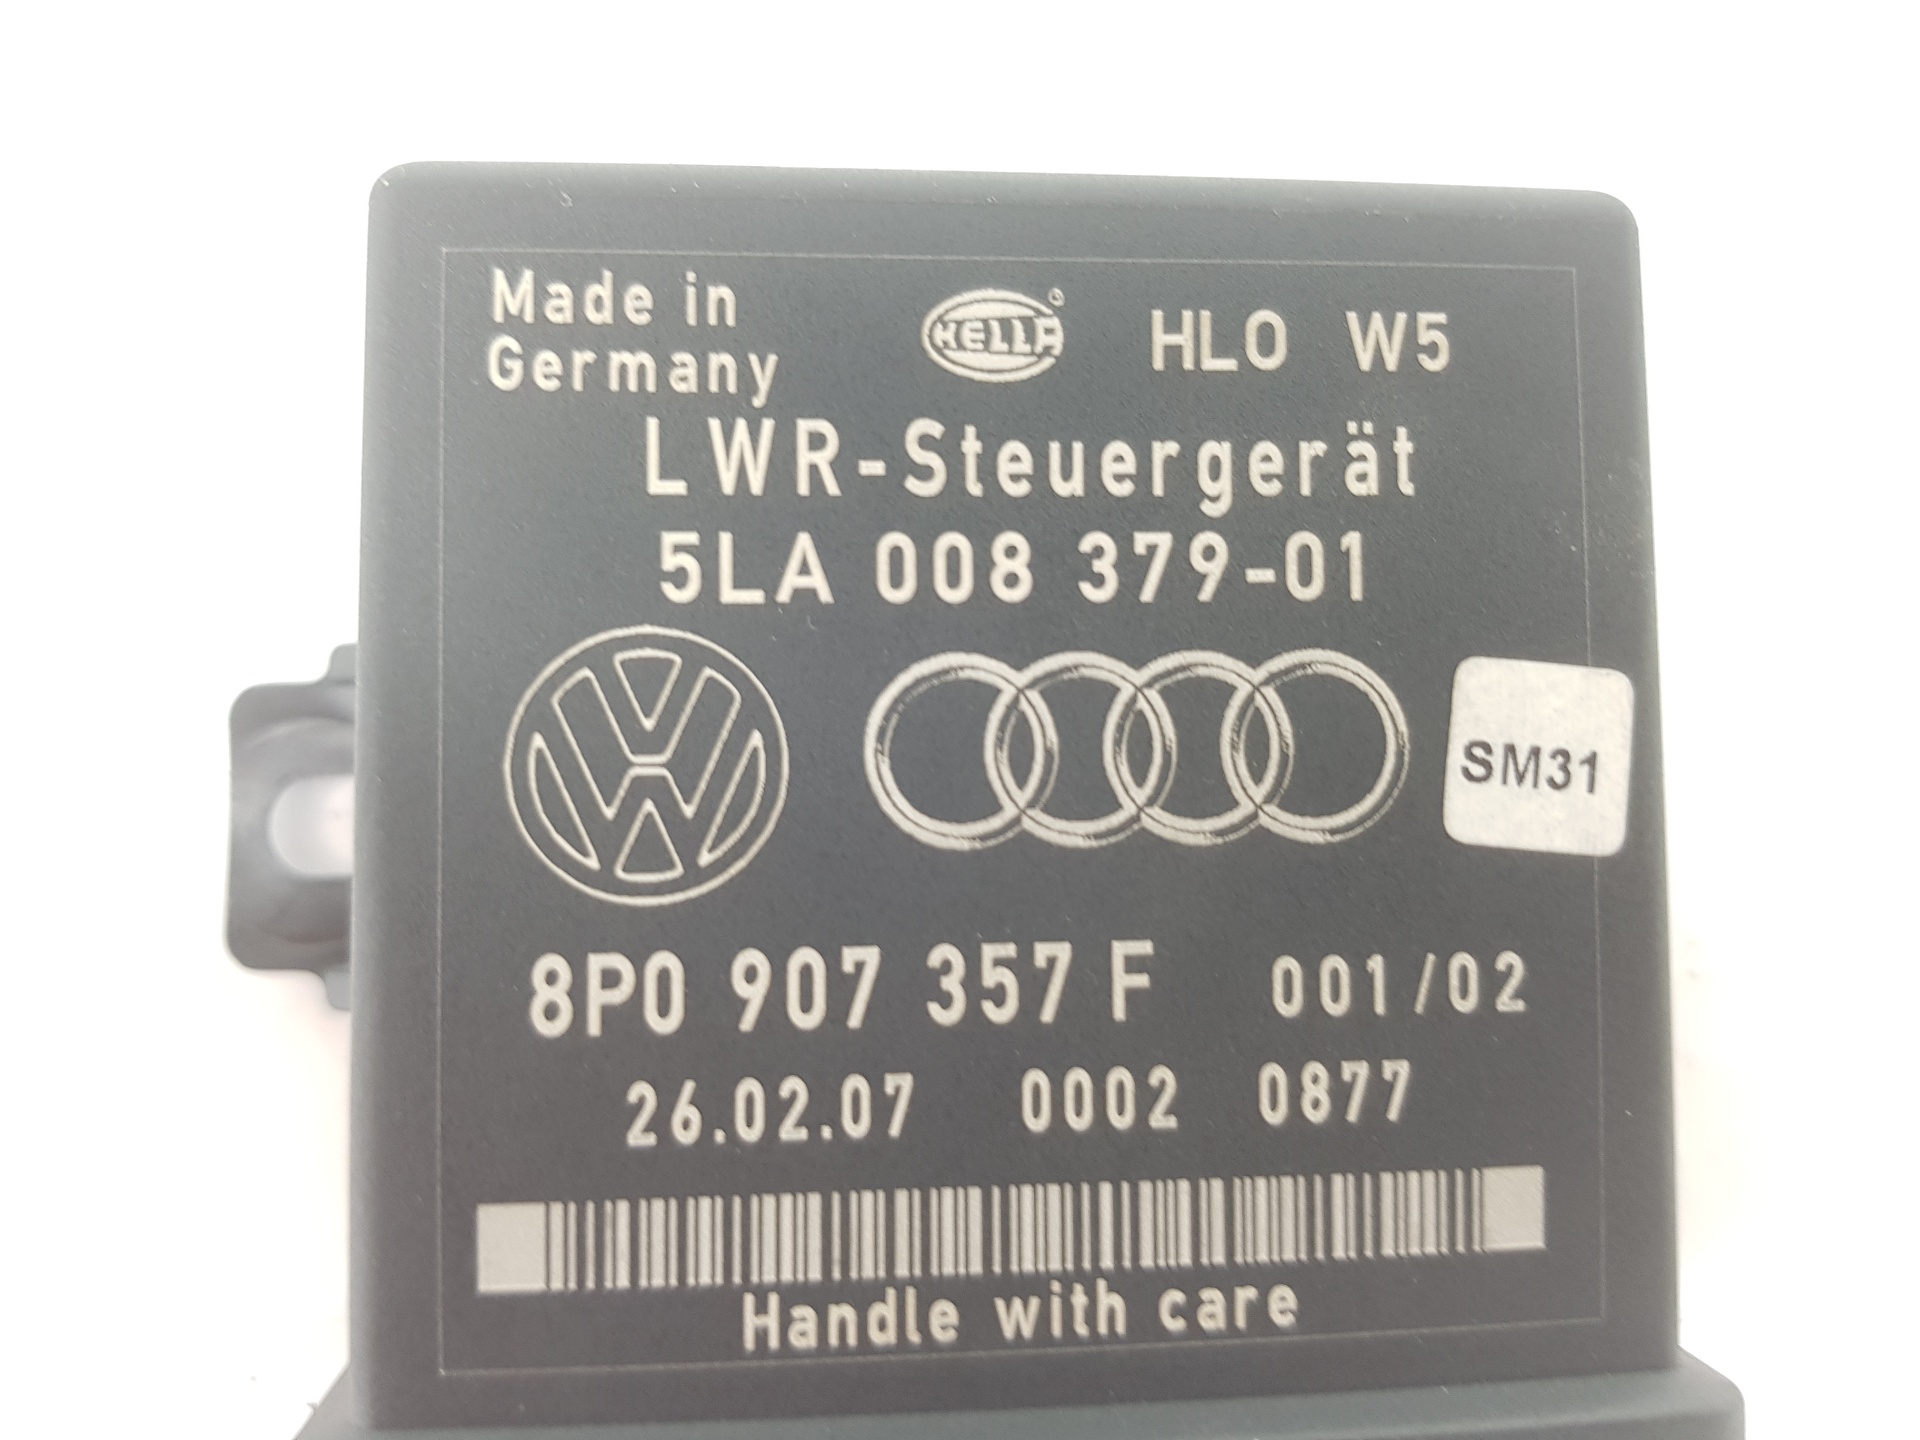 Made in
Germany
HELLA HLO W5
LWR-Steuergerät
5LA 008 379-01
SM31
8P0 907 357 F 001/02
26.02.07 0002 0877
Handle with care